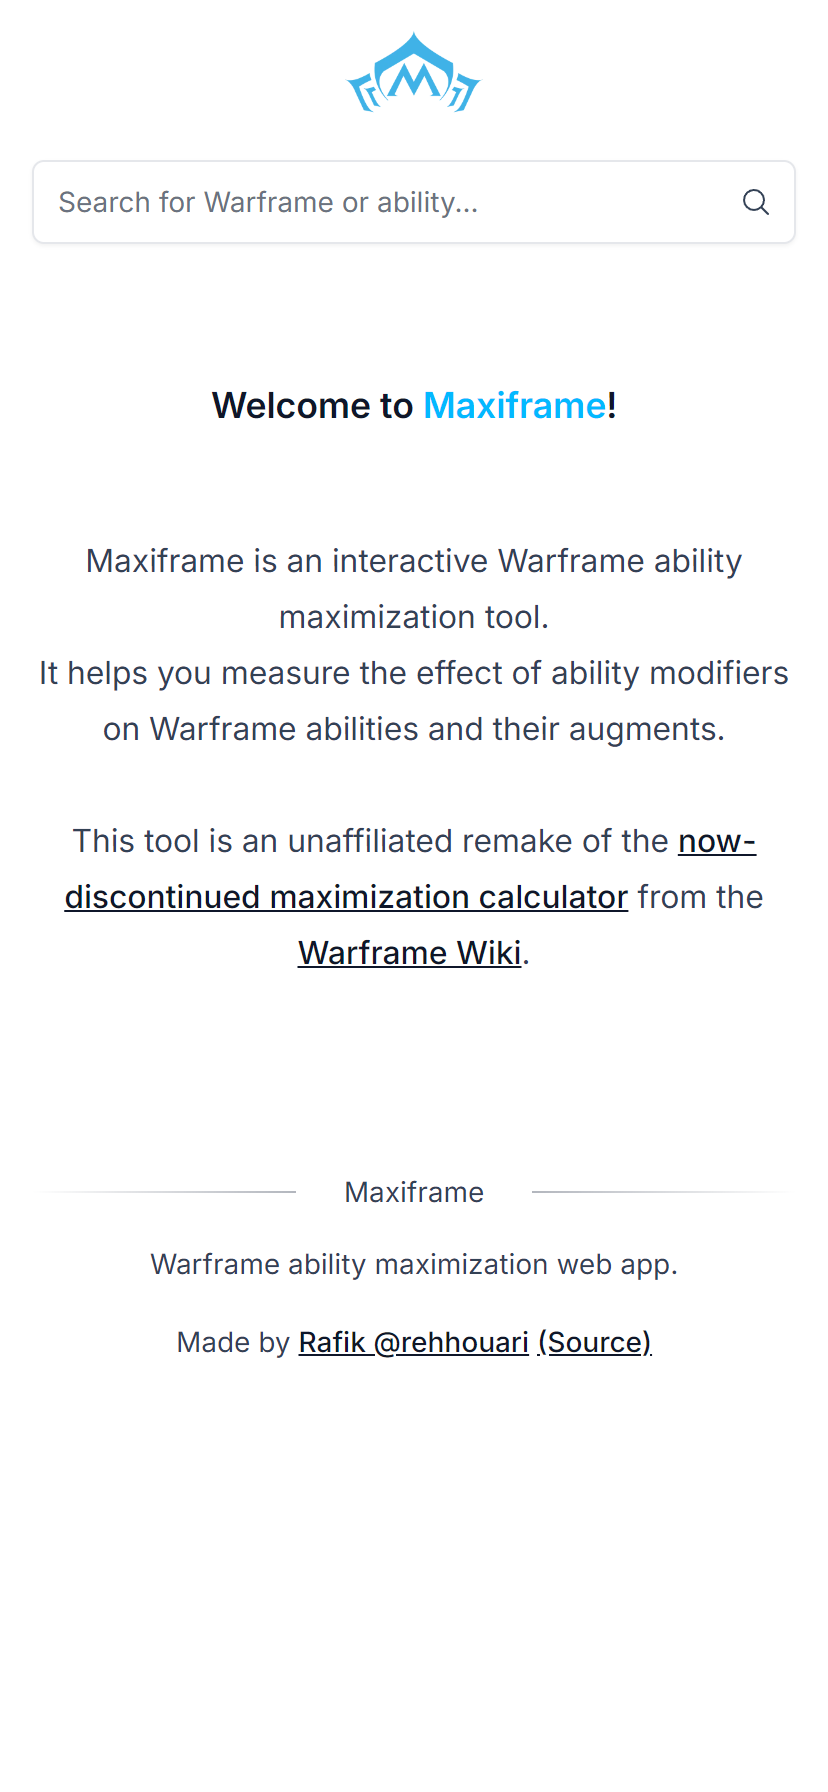 Search for Warframe or ability...
Welcome to Maxiframe!
Maxiframe is an interactive Warframe ability
maximization tool.
It helps you measure the effect of ability modifiers
on Warframe abilities and their augments.
This tool is an unaffiliated remake of the now-
discontinued maximization calculator from the
Warframe Wiki.
Maxiframe
Warframe ability maximization web app.
Made by Rafik @rehhouari (Source)